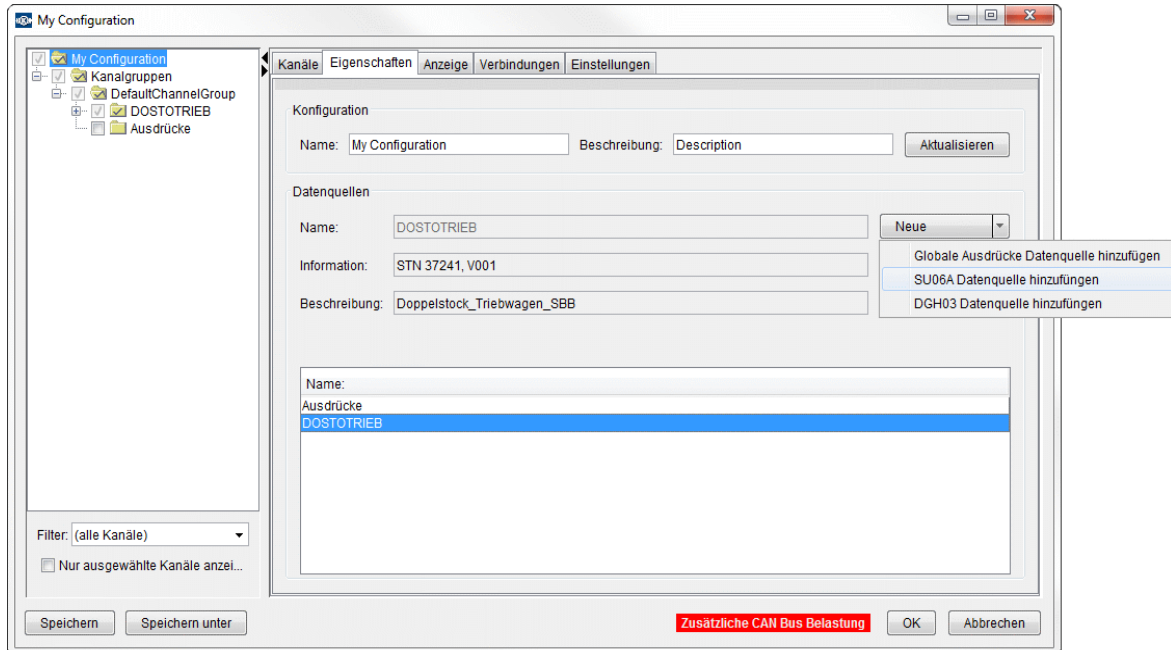 My Configuration
My Configuration
Kanalgruppen
DefaultChannelGroup
DOSTOTRIEB
Ausdrücke
Filter: (alle Kanäle)
Nur ausgewählte Kanäle anzei...
Kanäle Eigenschaften Anzeige Verbindungen Einstellungen
Konfiguration
Name: My Configuration Beschreibung: Description Aktualisieren
Datenquellen
Name: DOSTOTRIEB Neue
Globale Ausdrücke Datenquelle hinzufügen
Information: STN 37241, V001
SU06A Datenquelle hinzufüngen
Beschreibung: Doppelstock_Triebwagen_SBB
DGH03 Datenquelle hinzufüngen
Name:
Ausdrücke
DOSTOTRIEB
Speichern Speichern unter Zusätzliche CAN Bus Belastung OK Abbrechen